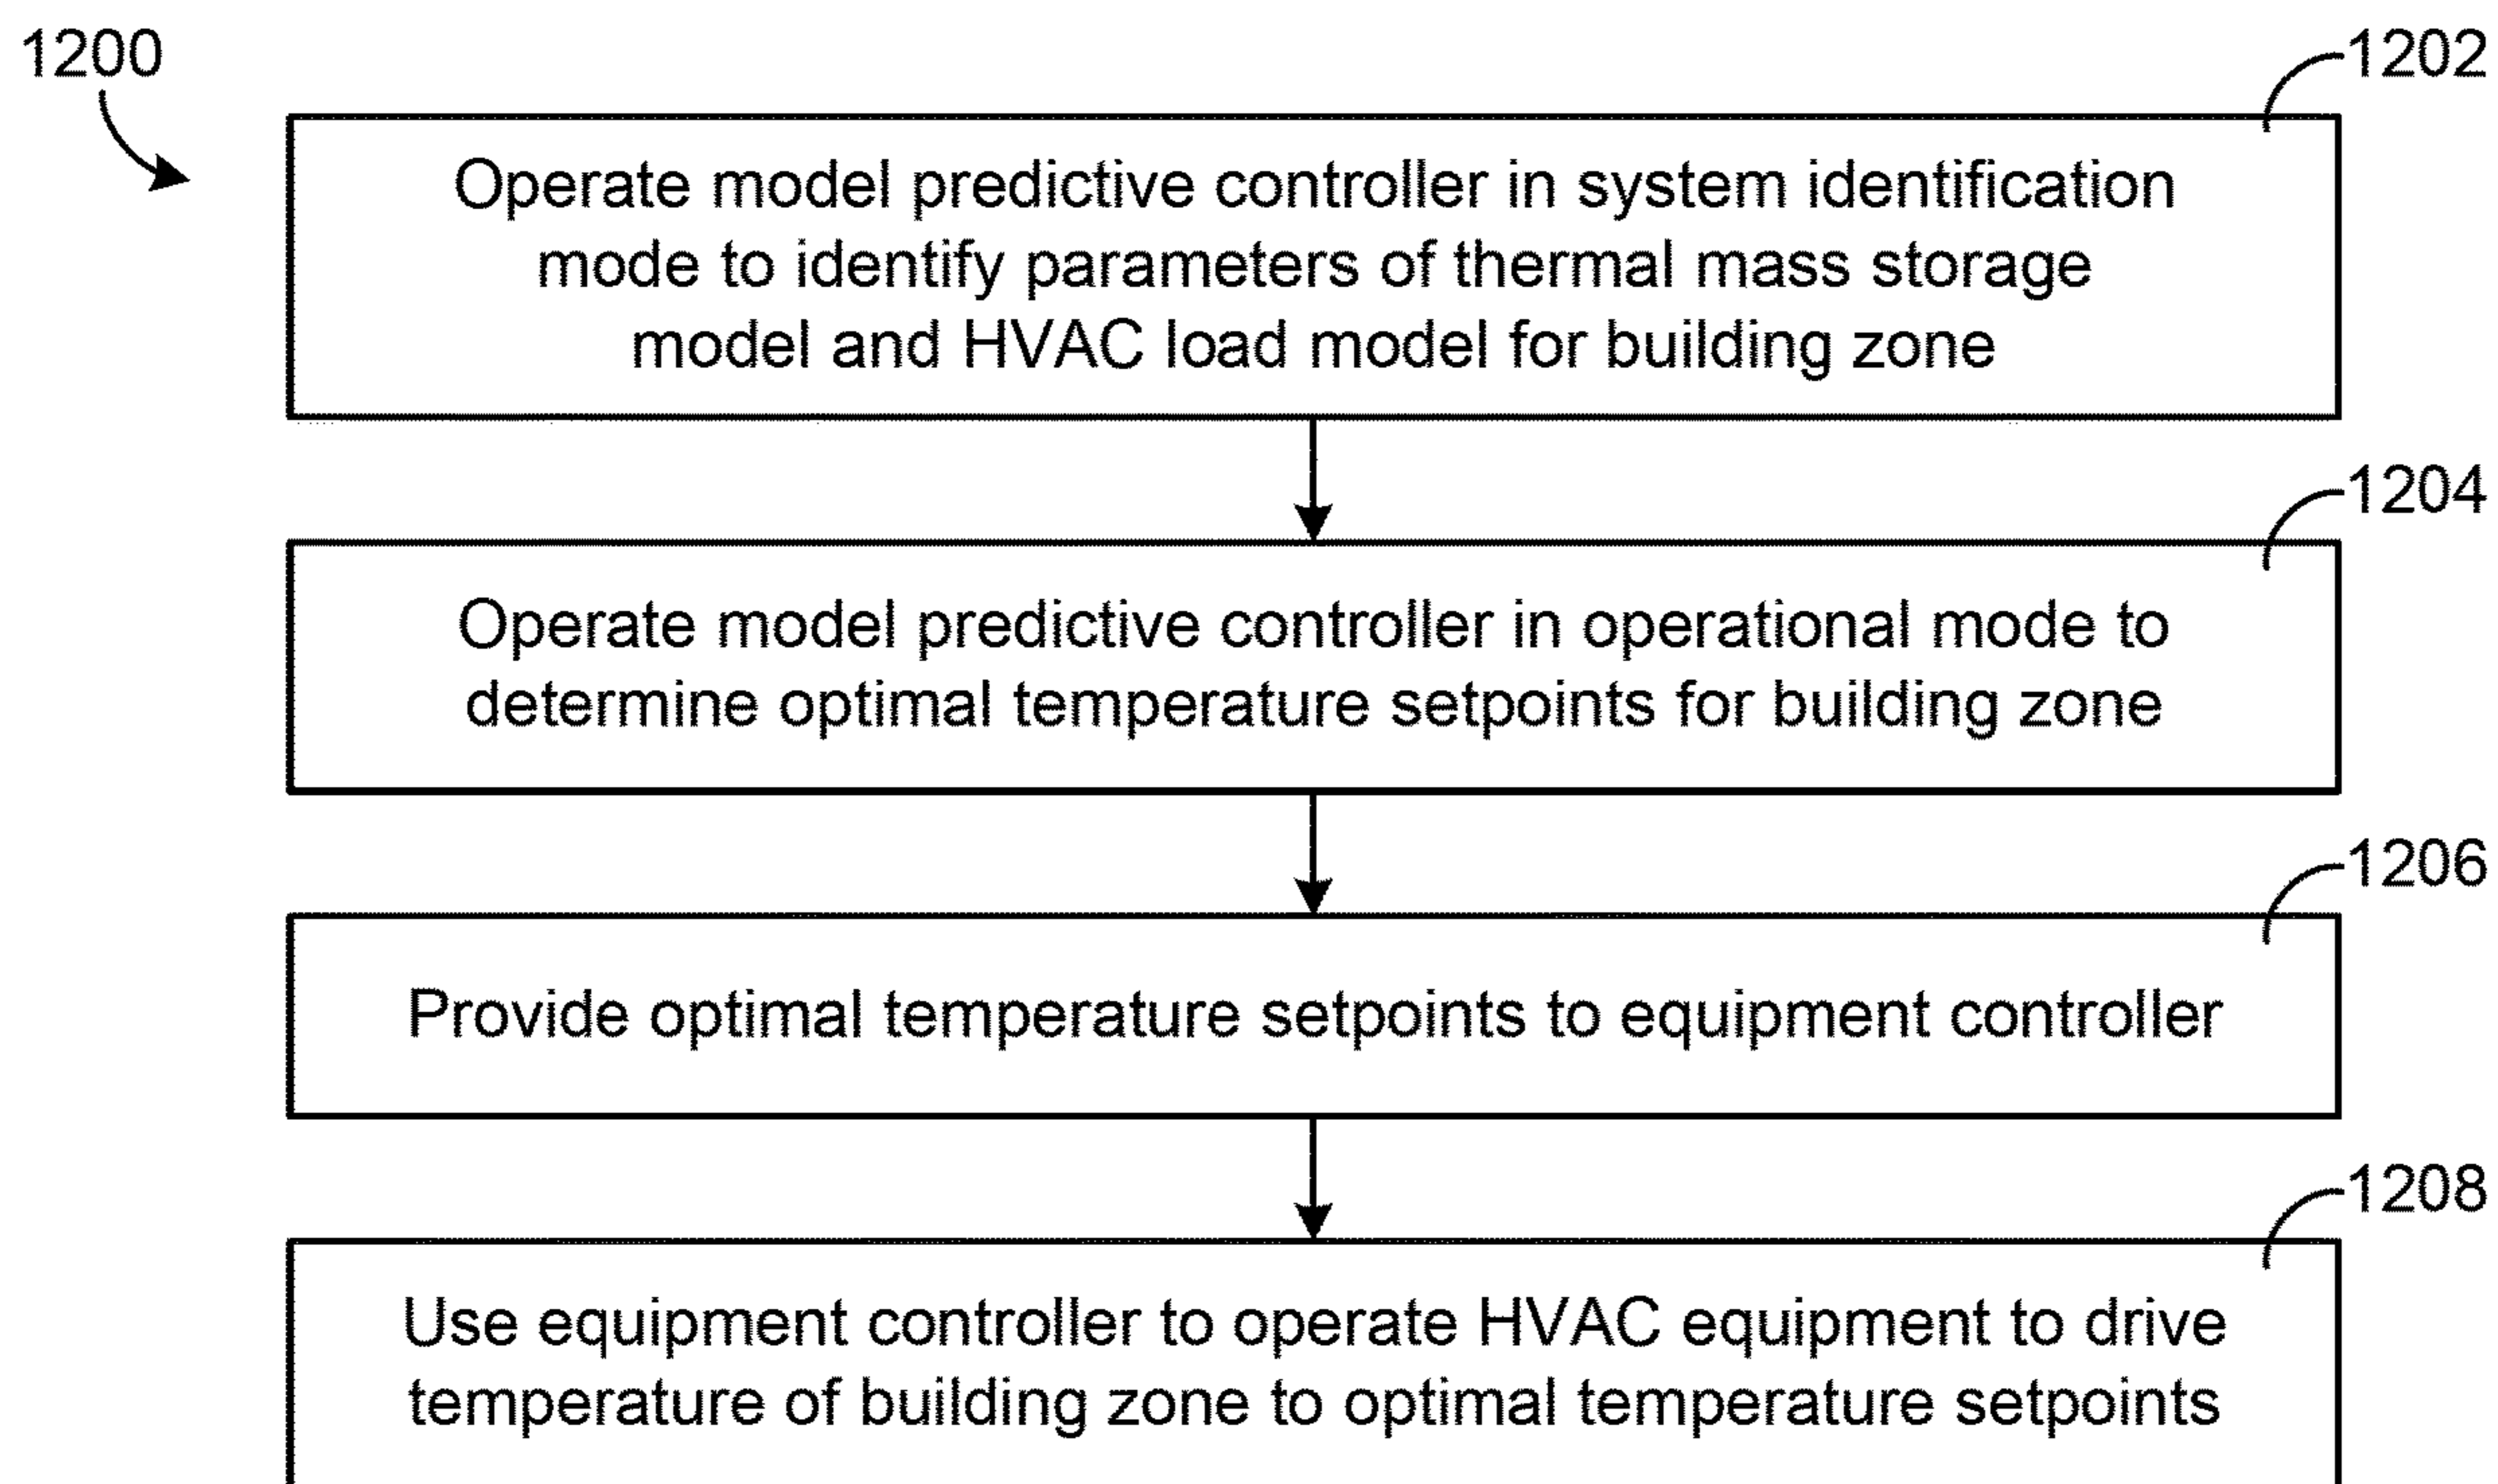 1200
1202
Operate model predictive controller in system identification
mode to identify parameters of thermal mass storage
model and HVAC load model for building zone
1204
Operate model predictive controller in operational mode to
determine optimal temperature setpoints for building zone
1206
Provide optimal temperature setpoints to equipment controller
1208
Use equipment controller to operate HVAC equipment to drive
temperature of building zone to optimal temperature setpoints